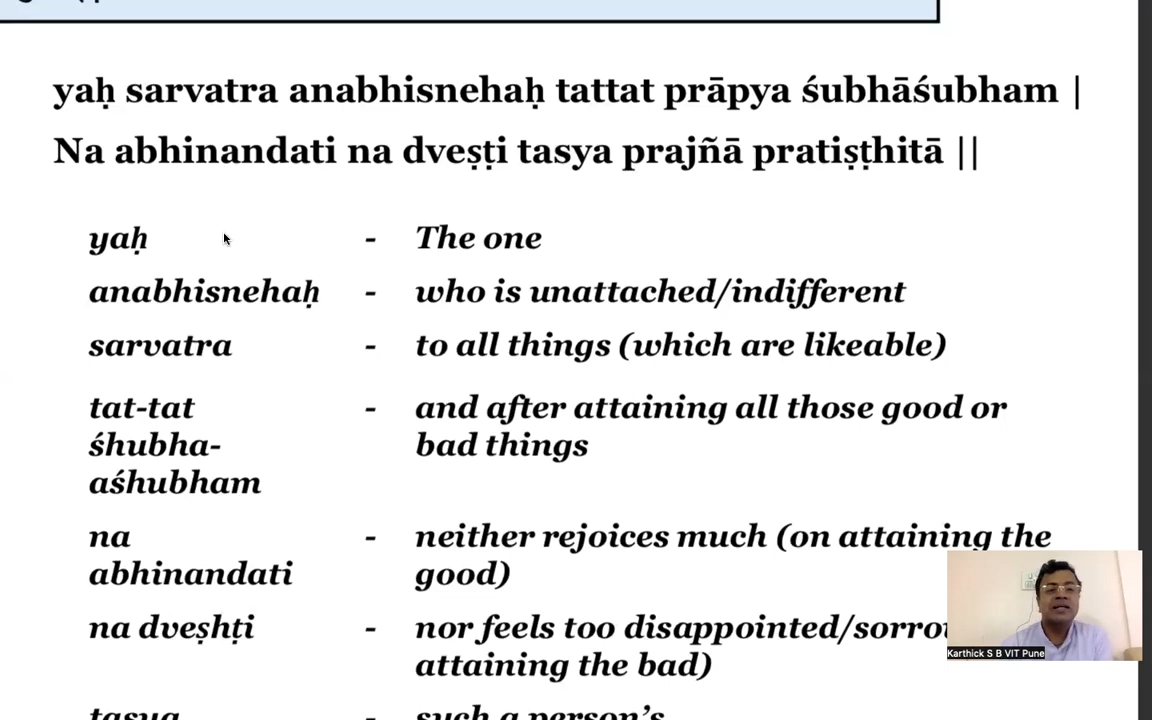 yaḥ sarvatra anabhisnehaḥ tattat prāpya śubhāśubham |
Na abhinandati na dveṣṭi tasya prajñā pratiṣṭhitā ||
yaḥ - The one
anabhisnehaḥ - who is unattached/indifferent
sarvatra - to all things (which are likeable)
tat-tat - and after attaining all those good or
śhubha- bad things
aśhubham
na - neither rejoices much (on attaining the
abhinandati good)
na dveṣhṭi - nor feels too disappointed/sorro
attaining the bad)
Karthick S B VIT Pune
tasya - such a person's